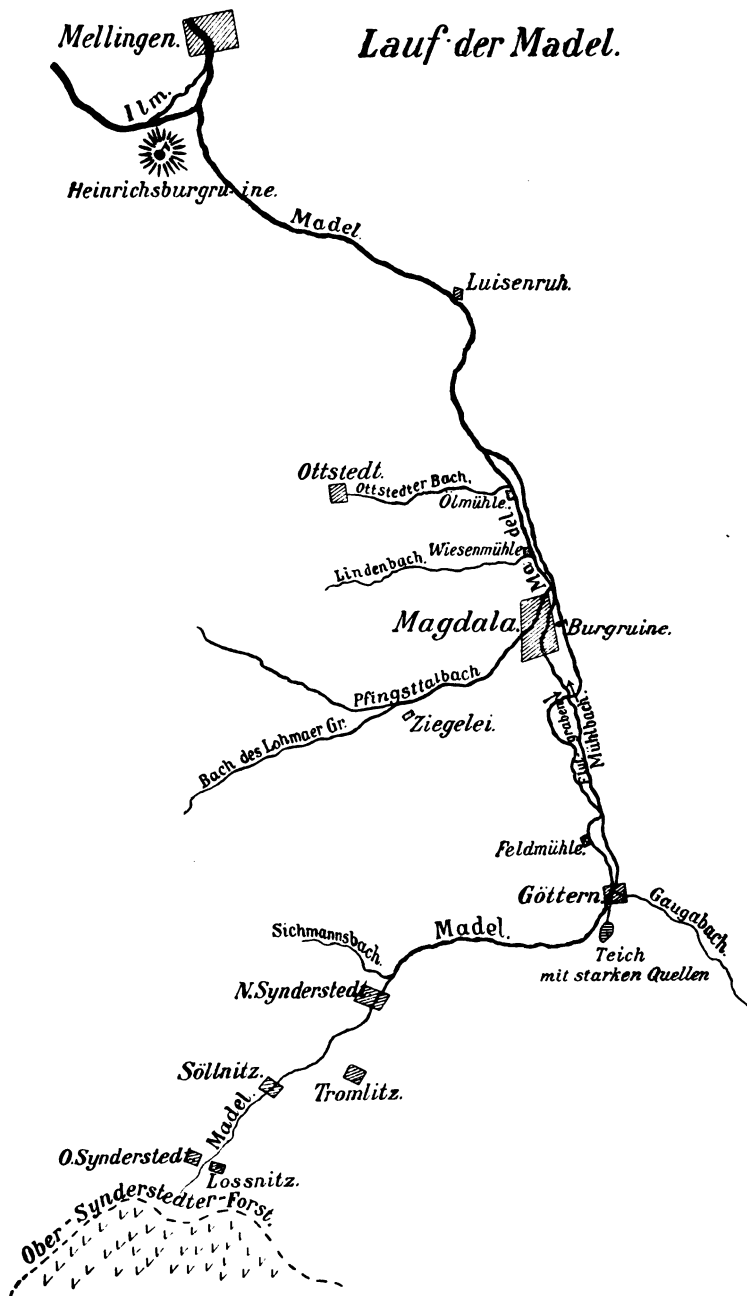 Mellingen.
Lauf der Madel.
Ilm.
Heinrichsburgruine.
Madel.
Luisenruh.
Ottstedt.
Ottstedter Bach.
Ölmühle.
Wiesenmühle
Lindenbach.
Madel.
Magdala.
Burgruine.
Pfingsttalbach
Ziegelei.
Bach des Lohmaer Gr.
Flutgraben
Mühlbach.
Feldmühle.
Göttern.
Gaugabach.
Madel.
Sichmannsbach.
Teich
mit starken Quellen
N.Synderstedt
Söllnitz.
Tromlitz.
Madel.
O.Synderstedt
Lossnitz.
Ober-Synderstedter-Forst.